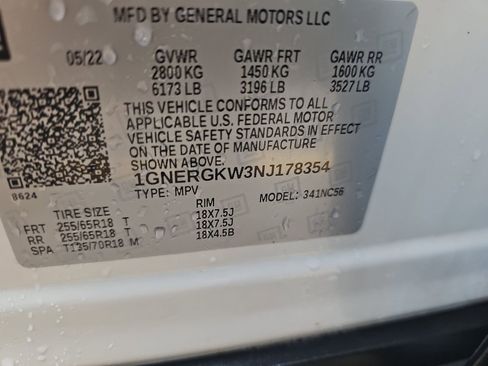 MFD BY GENERAL MOTORS LLC
05/22 GVWR GAWR FRT GAWR RR
2800 KG 1450 KG 1600 KG
6173 LB 3196 LB 3527 LB
THIS VEHICLE CONFORMS TO ALL
APPLICABLE U.S. FEDERAL MOTOR
VEHICLE SAFETY STANDARDS IN EFFECT
ON THE DATE OF MANUFACTURE
SHOWN ABOVE.
1GNERGKW3NJ178354
8624 TYPE: MPV MODEL: 341NC56
TIRE SIZE RIM
FRT 255/65R18 T 18X7.5J
RR 255/65R18 T 18X7.5J
SPA T135/70R18 M 18X4.5B